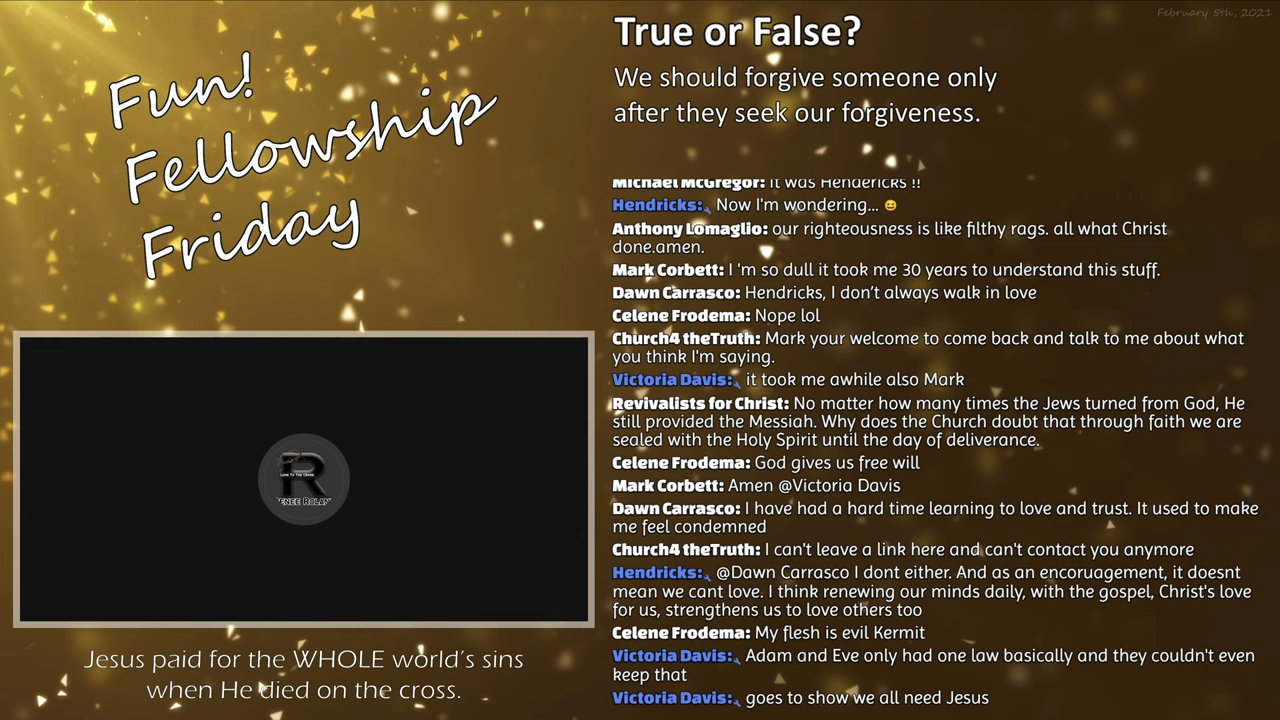 February 5th, 2021
True or False?
We should forgive someone only
after they seek our forgiveness.
Fun!
Fellowship
Friday
Michael McGregor: It was Hendericks !!
Hendricks: Now I'm wondering... 😆
Anthony Lomaglio: our righteousness is like filthy rags. all what Christ
done.amen.
Mark Corbett: I 'm so dull it took me 30 years to understand this stuff.
Dawn Carrasco: Hendricks, I don't always walk in love
Celene Frodema: Nope lol
Church4 theTruth: Mark your welcome to come back and talk to me about what
you think I'm saying.
Victoria Davis: it took me awhile also Mark
Revivalists for Christ: No matter how many times the Jews turned from God, He
still provided the Messiah. Why does the Church doubt that through faith we are
sealed with the Holy Spirit until the day of deliverance.
Celene Frodema: God gives us free will
Mark Corbett: Amen @Victoria Davis
Dawn Carrasco: I have had a hard time learning to love and trust. It used to make
me feel condemned
Church4 theTruth: I can't leave a link here and can't contact you anymore
Hendricks: @Dawn Carrasco I dont either. And as an encoruagement, it doesnt
mean we cant love. I think renewing our minds daily, with the gospel, Christ's love
for us, strengthens us to love others too
Celene Frodema: My flesh is evil Kermit
Victoria Davis: Adam and Eve only had one law basically and they couldn't even
keep that
Victoria Davis: goes to show we all need Jesus
R
Look To The Cross
ENEE ROLAN
Jesus paid for the WHOLE world's sins
when He died on the cross.